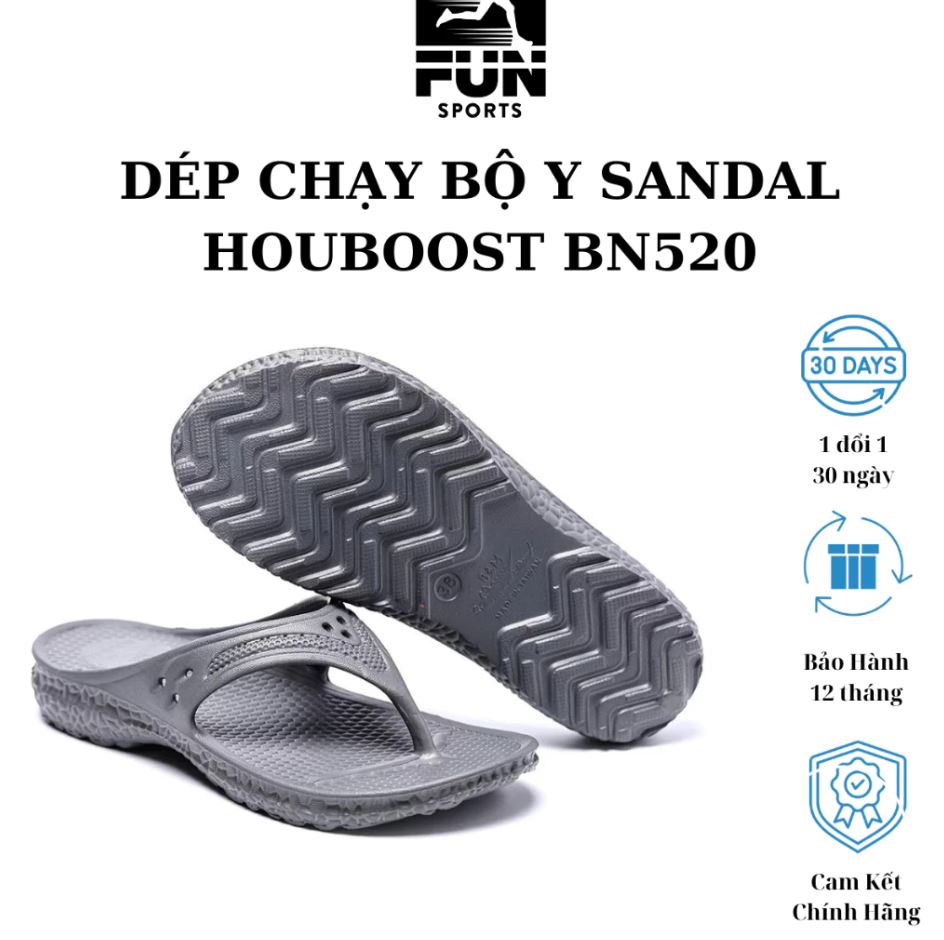 FUN
SPORTS
DÉP CHẠY BỘ Y SANDAL
HOUBOOST BN520
30 DAYS
1 đổi 1
30 ngày
Bảo Hành
12 tháng
Cam Kết
Chính Hãng
38